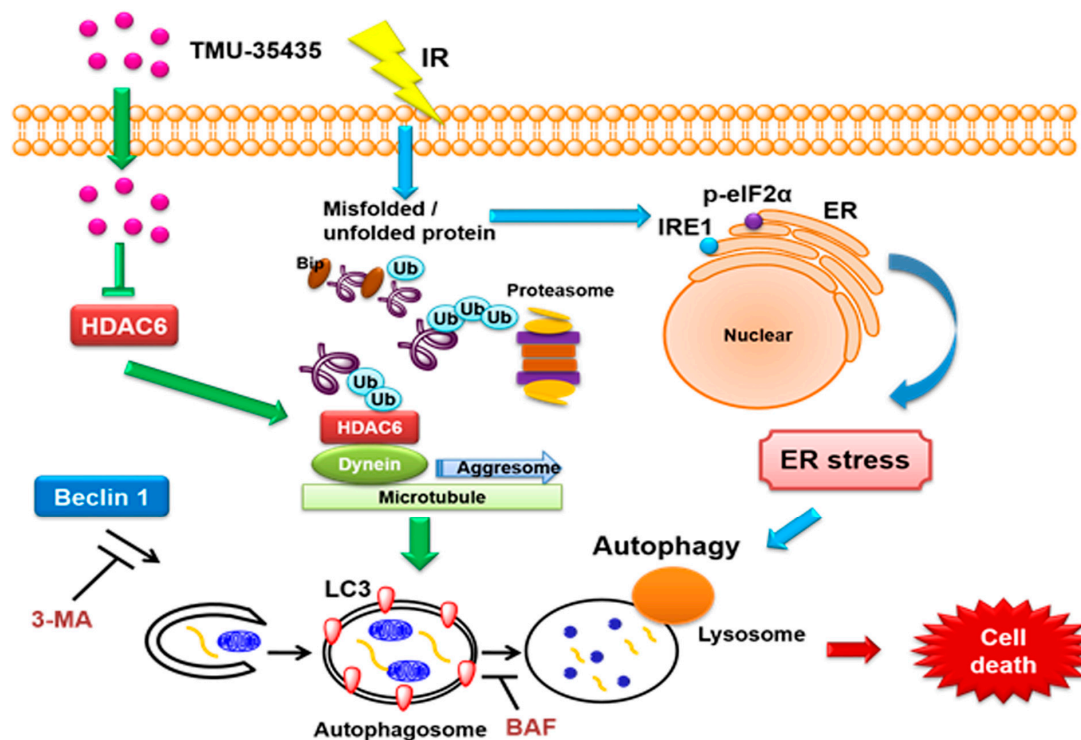 TMU-35435
IR
Misfolded /
unfolded protein
p-eIF2α
ER
IRE1
Bip
Ub
Ub
Ub
Ub
Proteasome
HDAC6
Nuclear
Ub
Ub
HDAC6
Dynein
Aggresome
Microtubule
ER stress
Beclin 1
3-MA
Autophagy
LC3
Lysosome
Cell
death
Autophagosome
BAF